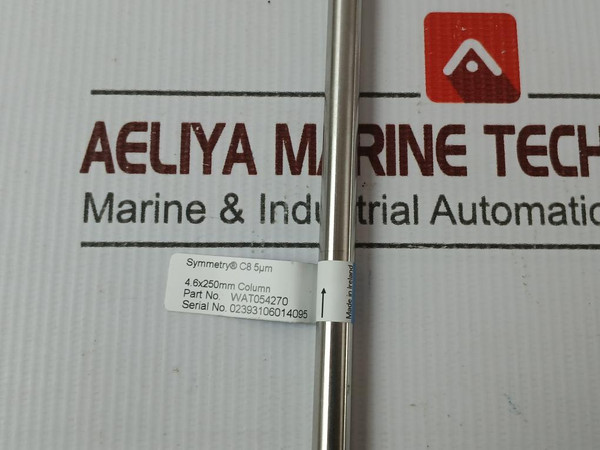 AELIYA MARINE TECH
Marine & Industrial Automatio
Symmetry® C8 5µm
4.6x250mm Column
Part No. WAT054270
Serial No. 02393106014095
Made in Ireland